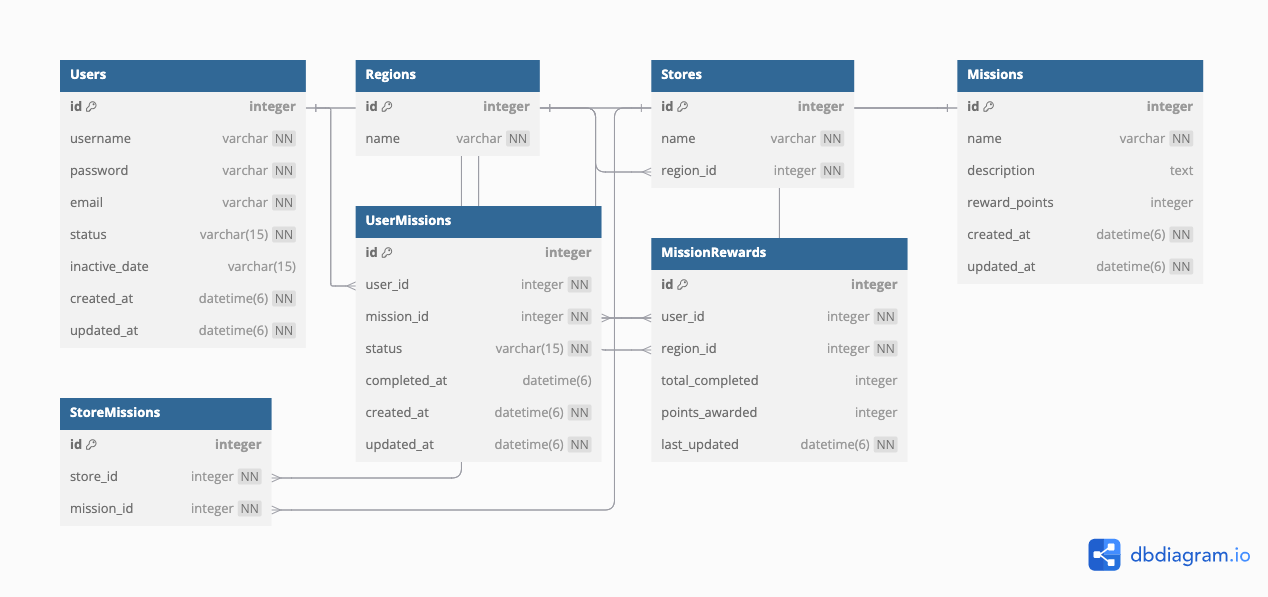 Users
id integer
username varchar NN
password varchar NN
email varchar NN
status varchar(15) NN
inactive_date varchar(15)
created_at datetime(6) NN
updated_at datetime(6) NN
Regions
id integer
name varchar NN
Stores
id integer
name varchar NN
region_id integer NN
Missions
id integer
name varchar NN
description text
reward_points integer
created_at datetime(6) NN
updated_at datetime(6) NN
UserMissions
id integer
user_id integer NN
mission_id integer NN
status varchar(15) NN
completed_at datetime(6)
created_at datetime(6) NN
updated_at datetime(6) NN
MissionRewards
id integer
user_id integer NN
region_id integer NN
total_completed integer
points_awarded integer
last_updated datetime(6) NN
StoreMissions
id integer
store_id integer NN
mission_id integer NN
dbdiagram.io